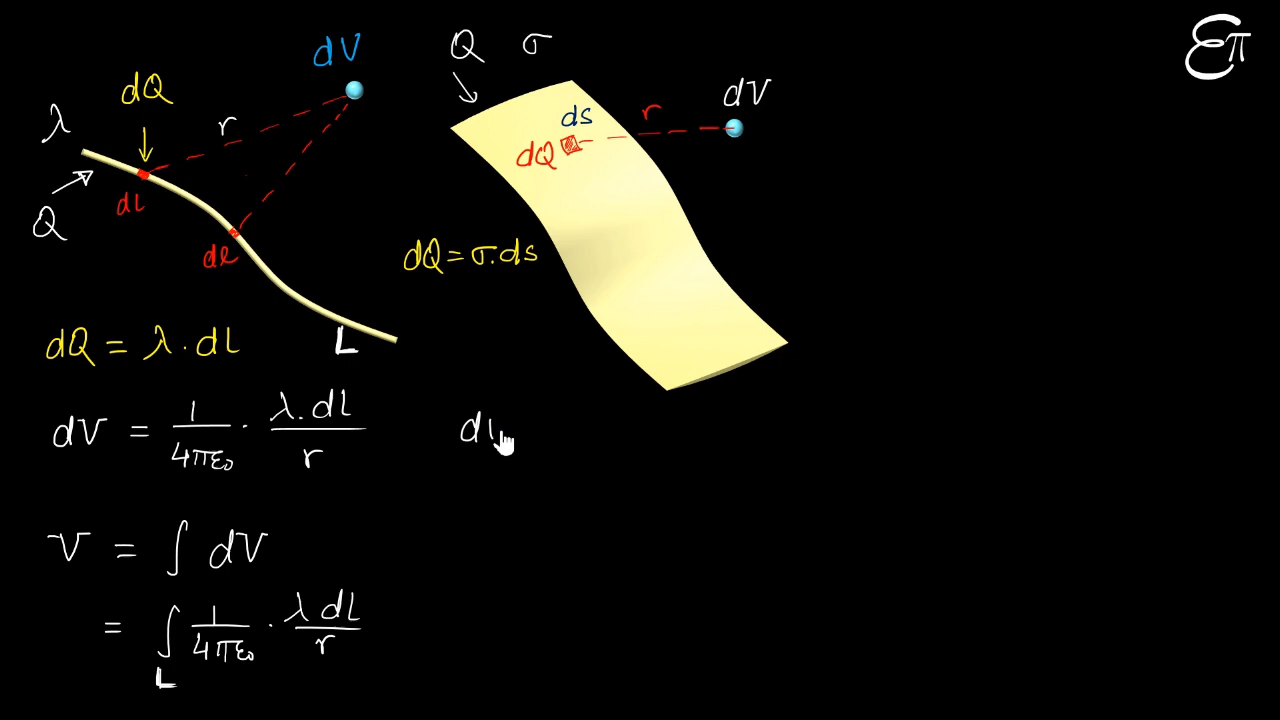 λ
Q
dQ
dl
dl
r
dV
L
dQ = λ . dl
dV = 1/4πε₀ . λ. dl/r
V = ∫ dV
= ∫L 1/4πε₀ . λ dl/r
Q σ
ds
dQ
r
dV
dQ = σ.ds
Επ